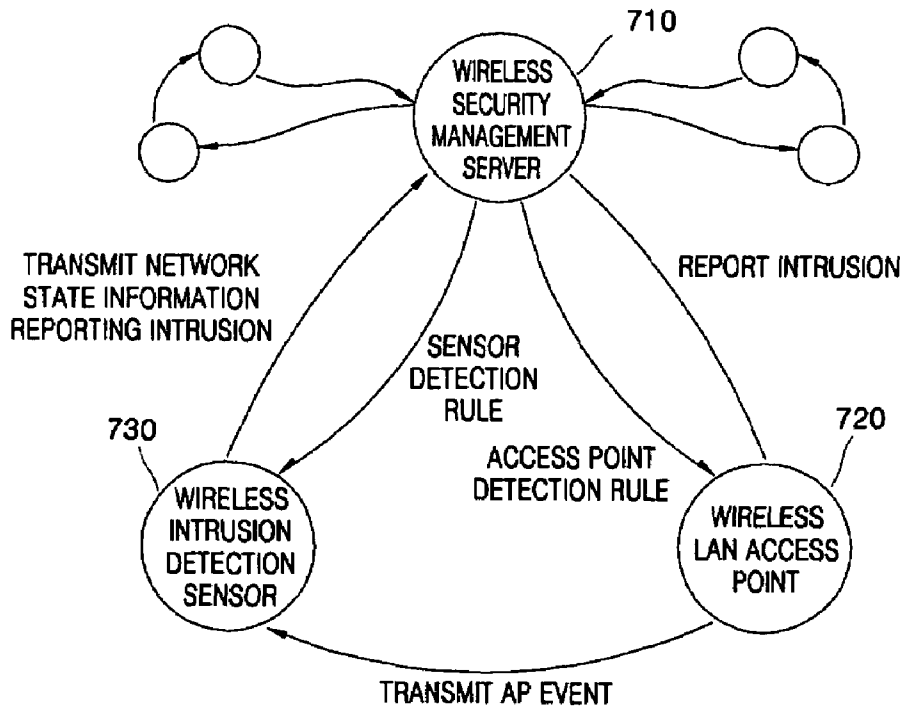 710
WIRELESS
SECURITY
MANAGEMENT
SERVER
TRANSMIT NETWORK
STATE INFORMATION
REPORTING INTRUSION
REPORT INTRUSION
SENSOR
DETECTION
RULE
ACCESS POINT
DETECTION RULE
730
WIRELESS
INTRUSION
DETECTION
SENSOR
720
WIRELESS
LAN ACCESS
POINT
TRANSMIT AP EVENT